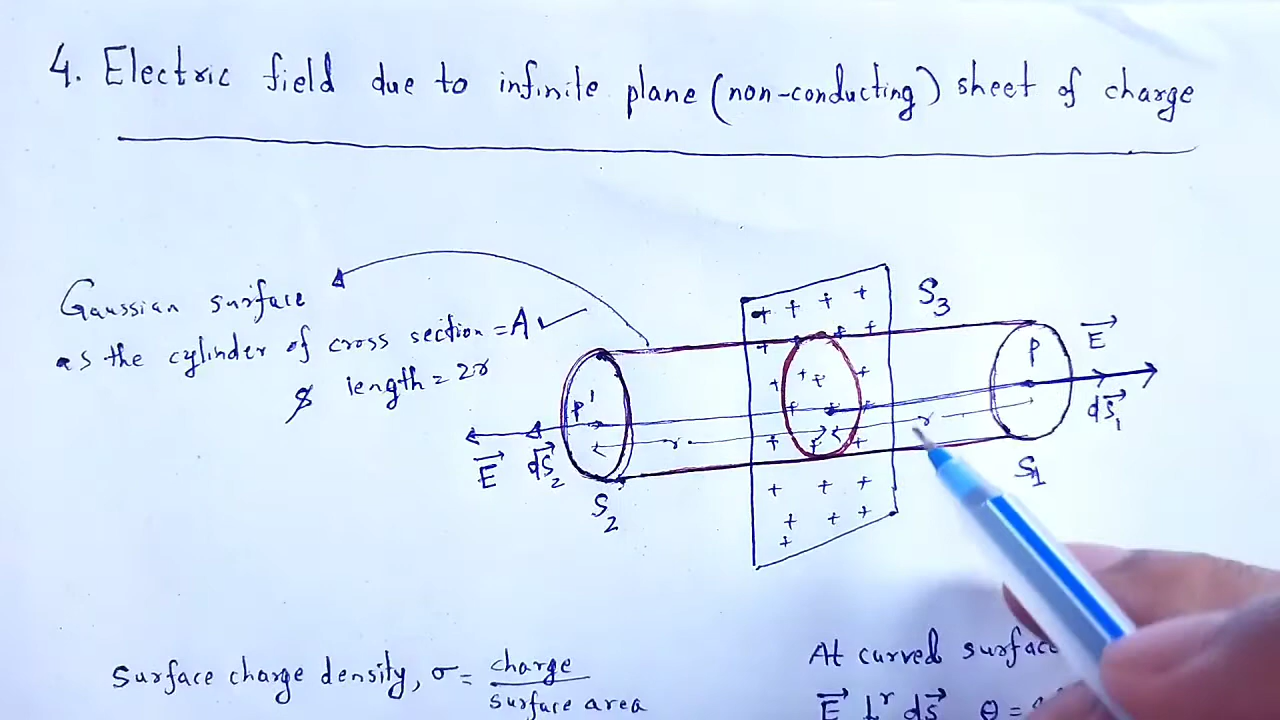 4. Electric field due to infinite plane (non-conducting) sheet of charge
Gaussian surface
as the cylinder of cross section = A ✓
& length = 2r
S3
P
E
dS1
S1
P'
r
r
E
dS2
S2
Surface charge density, σ = charge
surface area
At curved surface
E ⊥r dS θ =